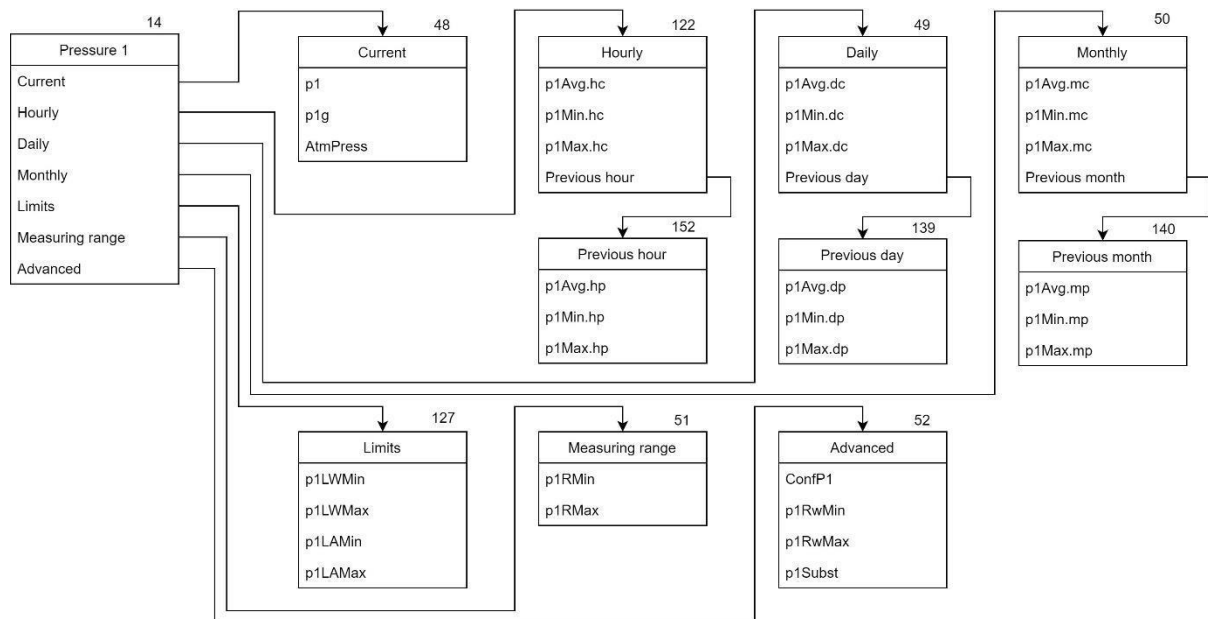 14
Pressure 1
Current
Hourly
Daily
Monthly
Limits
Measuring range
Advanced
48
Current
p1
p1g
AtmPress
122
Hourly
p1Avg.hc
p1Min.hc
p1Max.hc
Previous hour
49
Daily
p1Avg.dc
p1Min.dc
p1Max.dc
Previous day
50
Monthly
p1Avg.mc
p1Min.mc
p1Max.mc
Previous month
152
Previous hour
p1Avg.hp
p1Min.hp
p1Max.hp
139
Previous day
p1Avg.dp
p1Min.dp
p1Max.dp
140
Previous month
p1Avg.mp
p1Min.mp
p1Max.mp
127
Limits
p1LWMin
p1LWMax
p1LAMin
p1LAMax
51
Measuring range
p1RMin
p1RMax
52
Advanced
ConfP1
p1RwMin
p1RwMax
p1Subst